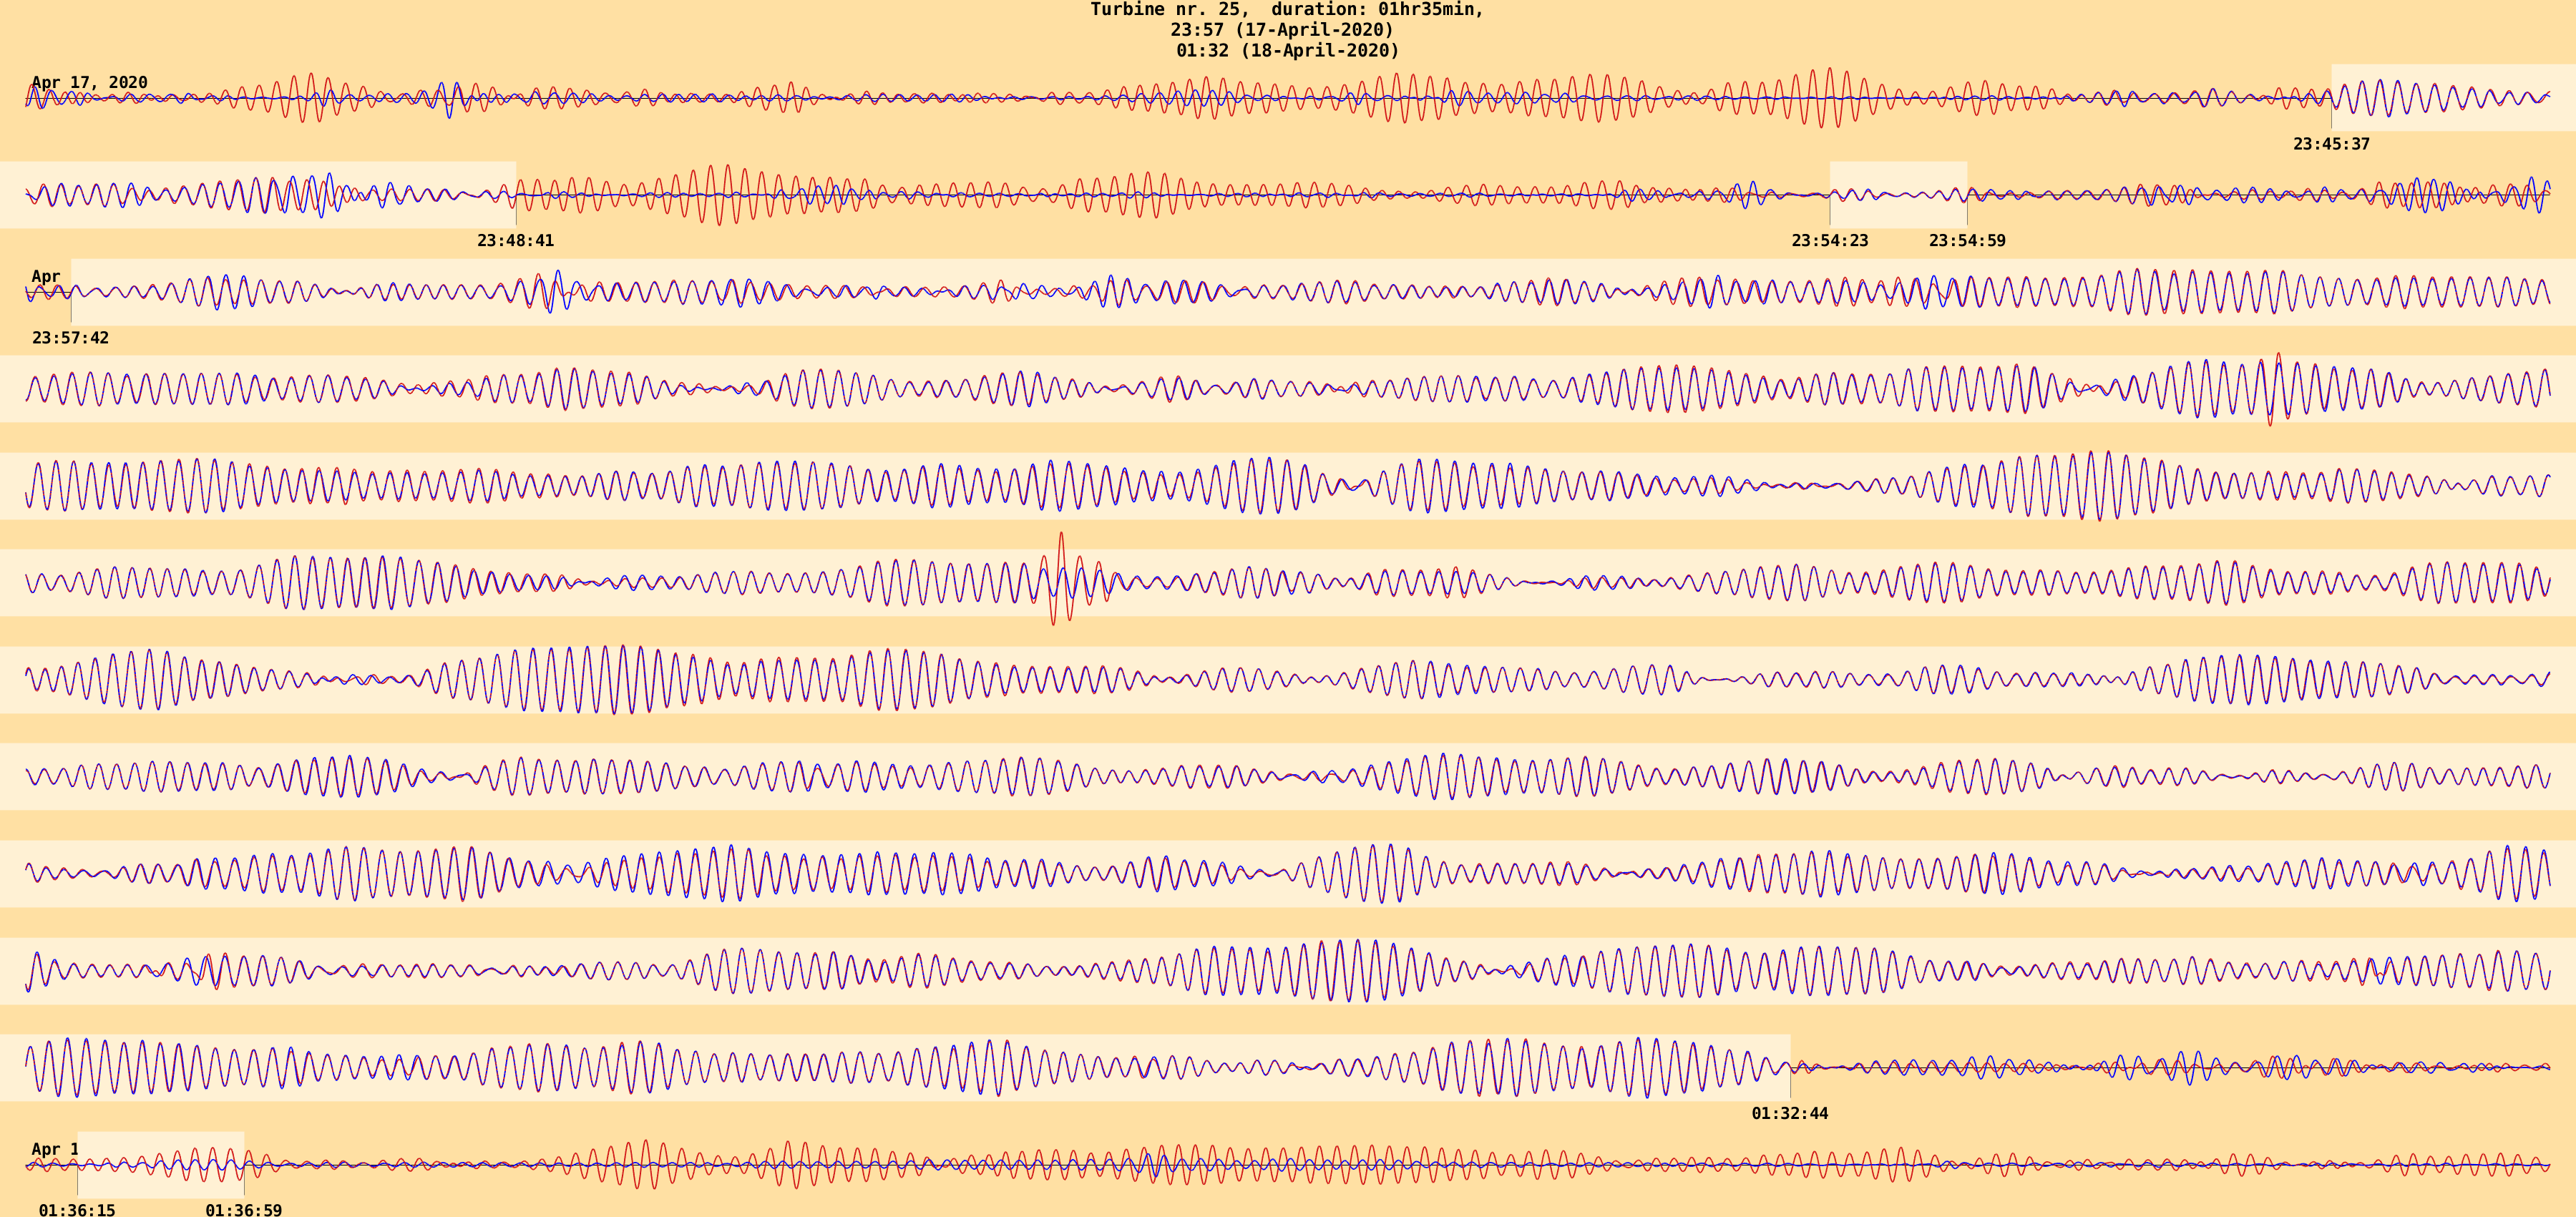 Turbine nr. 25,  duration: 01hr35min,
23:57 (17-April-2020)
01:32 (18-April-2020)
Apr 17, 2020
23:45:37
23:48:41 23:54:23 23:54:59
Apr
23:57:42
01:32:44
Apr 1
01:36:15 01:36:59